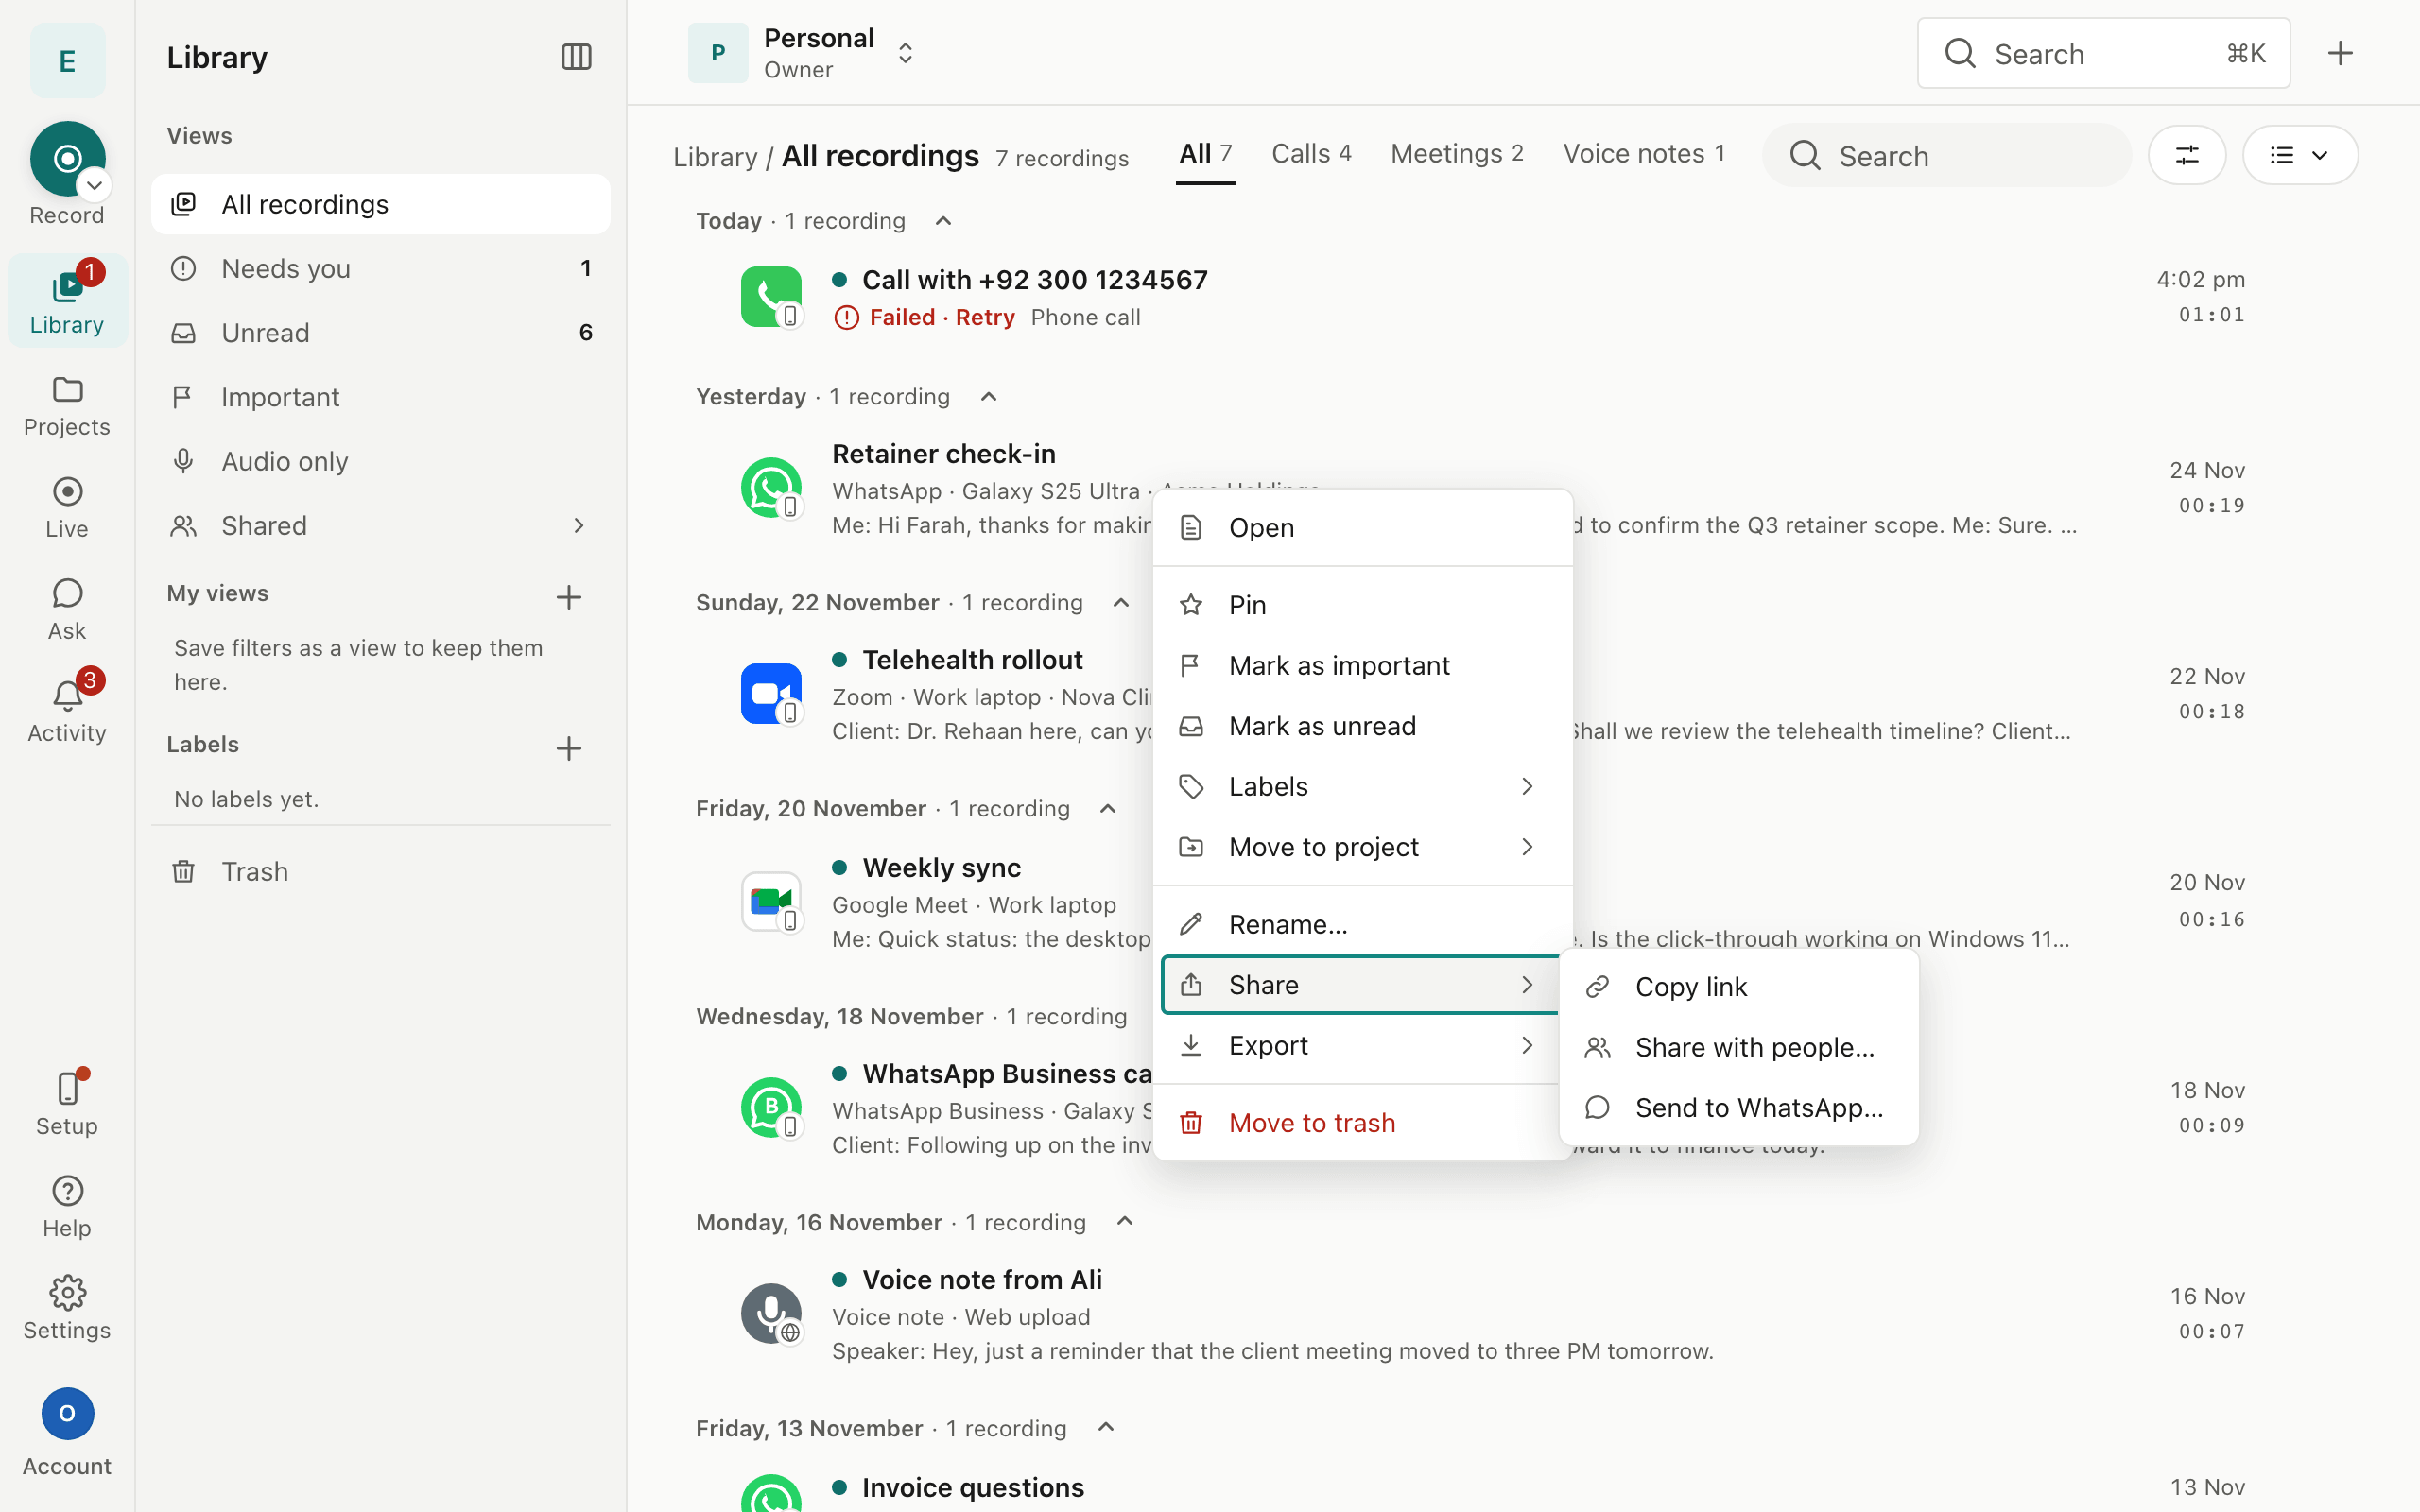 E
Record
1
Library
Projects
Live
Ask
3
Activity
Setup
Help
Settings
O
Account
Library
Views
All recordings
Needs you 1
Unread 6
Important
Audio only
Shared
My views
Save filters as a view to keep them
here.
Labels
No labels yet.
Trash
P
Personal
Owner
Search ⌘K
Library / All recordings 7 recordings
All 7 Calls 4 Meetings 2 Voice notes 1
Search
Today · 1 recording
Call with +92 300 1234567
Failed · Retry Phone call
4:02 pm
01:01
Yesterday · 1 recording
Retainer check-in
WhatsApp · Galaxy S25 Ultra ·
Me: Hi Farah, thanks for to confirm the Q3 retainer scope. Me: Sure. ...
24 Nov
00:19
Sunday, 22 November · 1 recording
Telehealth rollout
Zoom · Work laptop · Nova
Client: Dr. Rehaan here, can we review the telehealth timeline? Client...
22 Nov
00:18
Friday, 20 November · 1 recording
Weekly sync
Google Meet · Work laptop
Me: Quick status: the desktop Is the click-through working on Windows 11...
20 Nov
00:16
Wednesday, 18 November · 1 recording
WhatsApp Business
WhatsApp Business · Galaxy
Client: Following up on the it to finance today.
18 Nov
00:09
Monday, 16 November · 1 recording
Voice note from Ali
Voice note · Web upload
Speaker: Hey, just a reminder that the client meeting moved to three PM tomorrow.
16 Nov
00:07
Friday, 13 November · 1 recording
B
Invoice questions
13 Nov
Open
Pin
Mark as important
Mark as unread
Labels
Move to project
Rename...
Share
Export
Move to trash
Copy link
Share with people...
Send to WhatsApp...